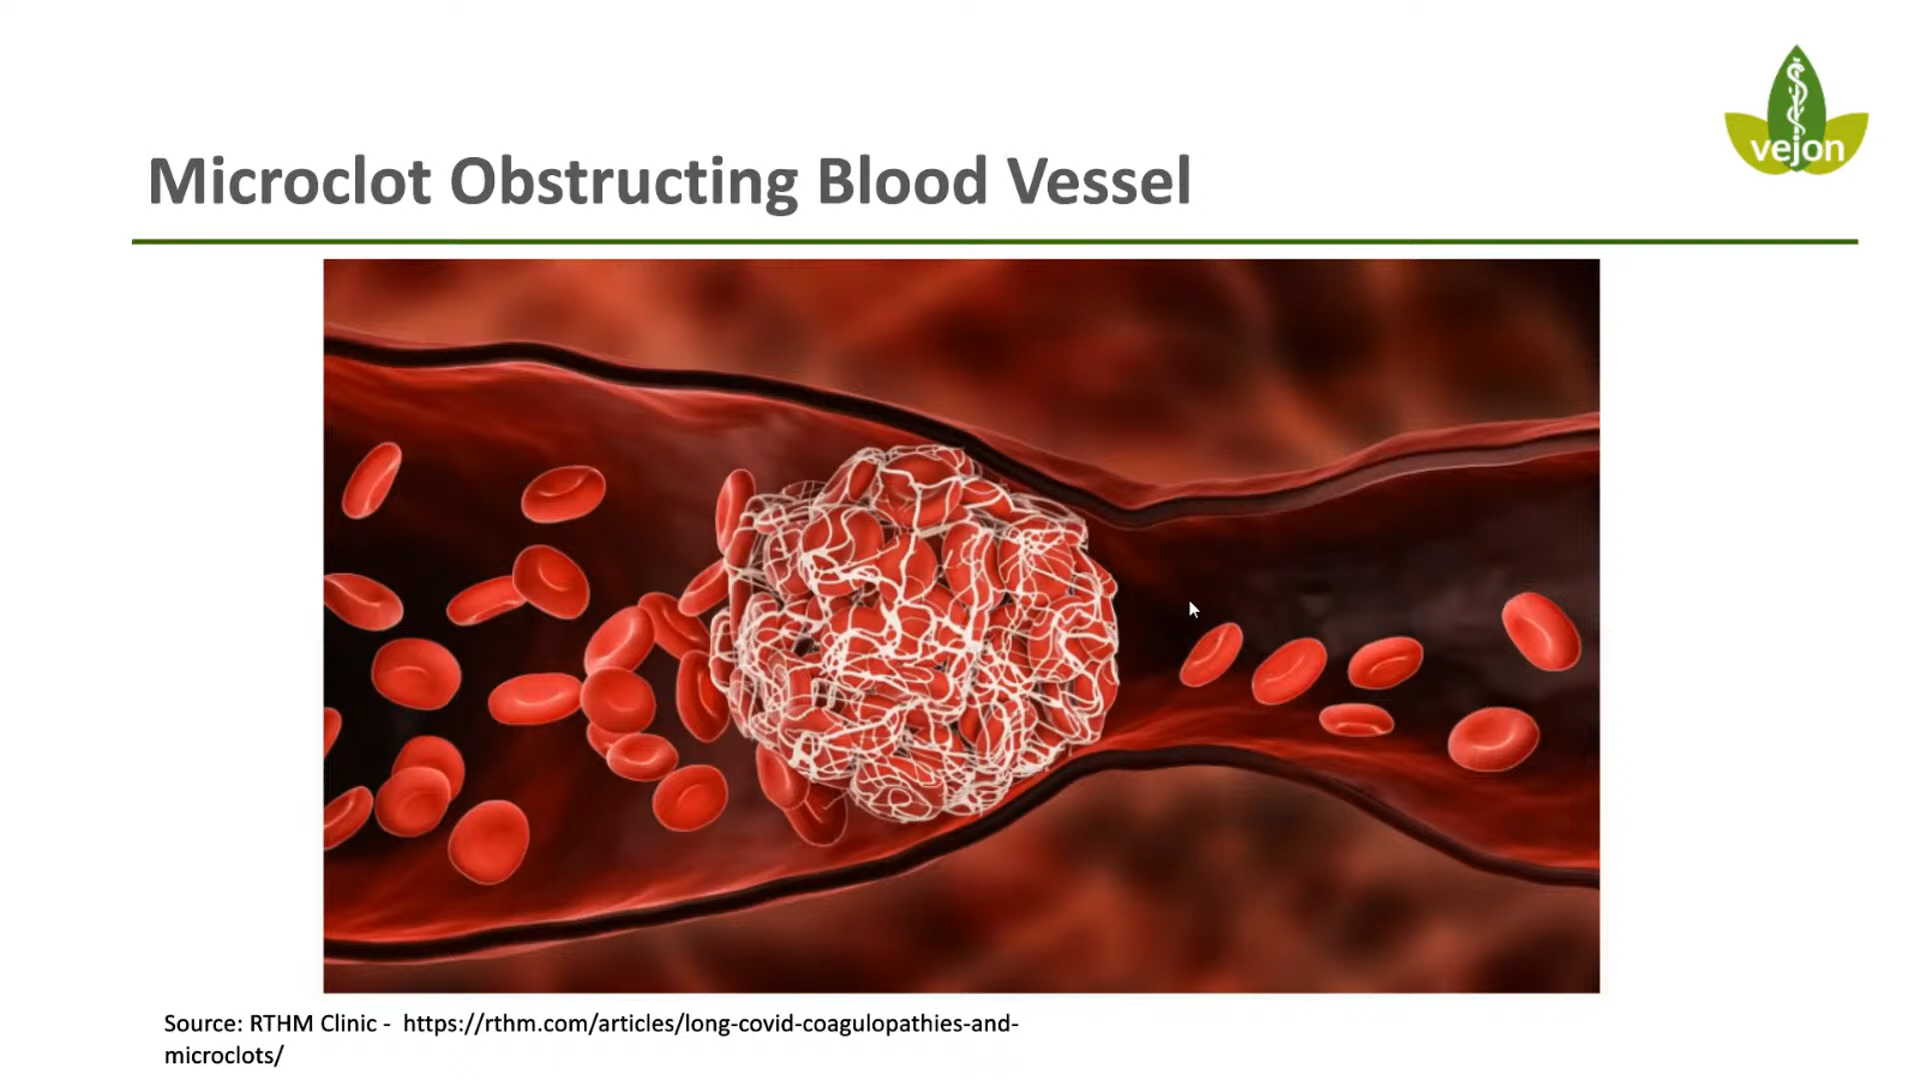 vejon
Microclot Obstructing Blood Vessel
Source: RTHM Clinic - https://rthm.com/articles/long-covid-coagulopathies-and-
microclots/